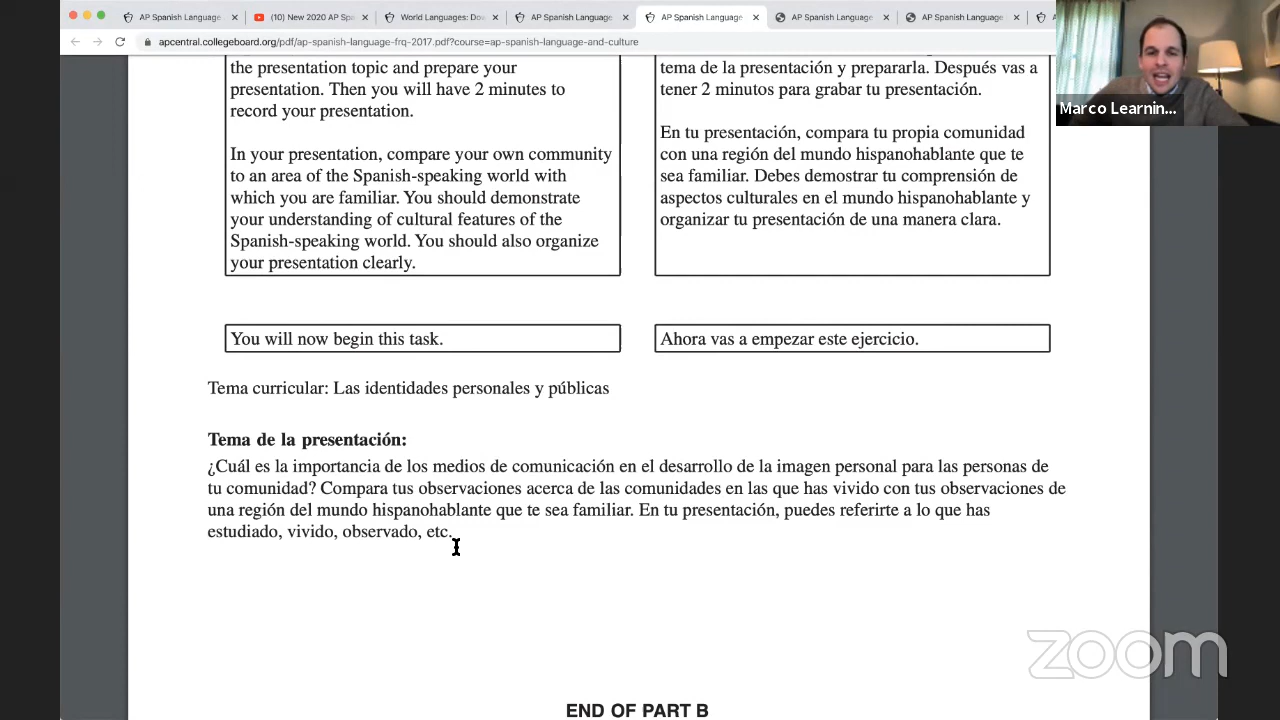 AP Spanish Language
(10) New 2020 AP Spa
World Languages: Dow
AP Spanish Language
AP Spanish Language
AP Spanish Language
AP Spanish Language
apcentral.collegeboard.org/pdf/ap-spanish-language-frq-2017.pdf?course=ap-spanish-language-and-culture
Marco Learnin...
the presentation topic and prepare your
presentation. Then you will have 2 minutes to
record your presentation.
In your presentation, compare your own community
to an area of the Spanish-speaking world with
which you are familiar. You should demonstrate
your understanding of cultural features of the
Spanish-speaking world. You should also organize
your presentation clearly.
tema de la presentación y prepararla. Después vas a
tener 2 minutos para grabar tu presentación.
En tu presentación, compara tu propia comunidad
con una región del mundo hispanohablante que te
sea familiar. Debes demostrar tu comprensión de
aspectos culturales en el mundo hispanohablante y
organizar tu presentación de una manera clara.
You will now begin this task.
Ahora vas a empezar este ejercicio.
Tema curricular: Las identidades personales y públicas
Tema de la presentación:
¿Cuál es la importancia de los medios de comunicación en el desarrollo de la imagen personal para las personas de
tu comunidad? Compara tus observaciones acerca de las comunidades en las que has vivido con tus observaciones de
una región del mundo hispanohablante que te sea familiar. En tu presentación, puedes referirte a lo que has
estudiado, vivido, observado, etc.
zoom
END OF PART B